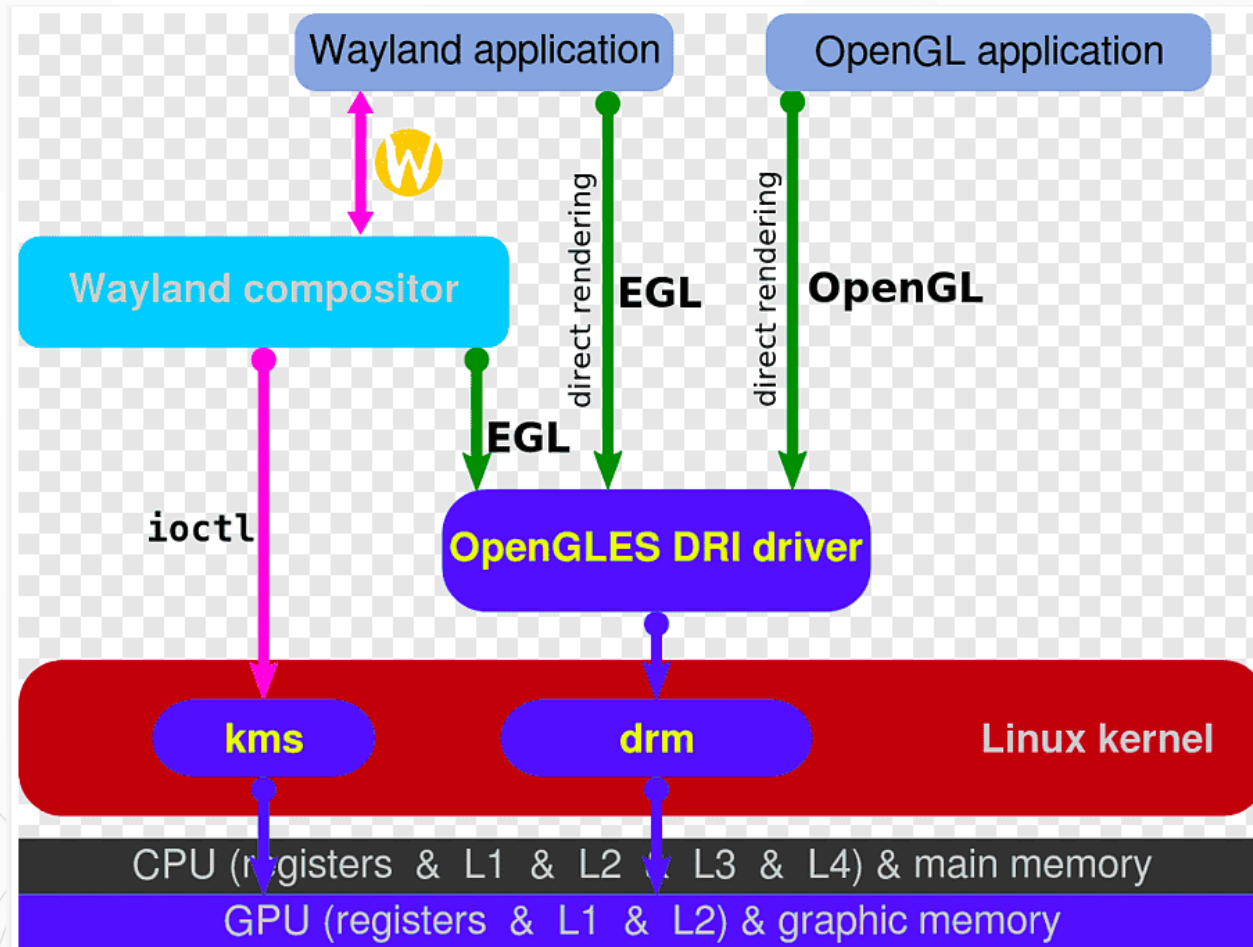 Wayland application
OpenGL application
W
direct rendering
EGL
direct rendering
OpenGL
Wayland compositor
EGL
ioctl
OpenGLES DRI driver
kms
drm
Linux kernel
CPU (registers & L1 & L2 & L3 & L4) & main memory
GPU (registers & L1 & L2) & graphic memory